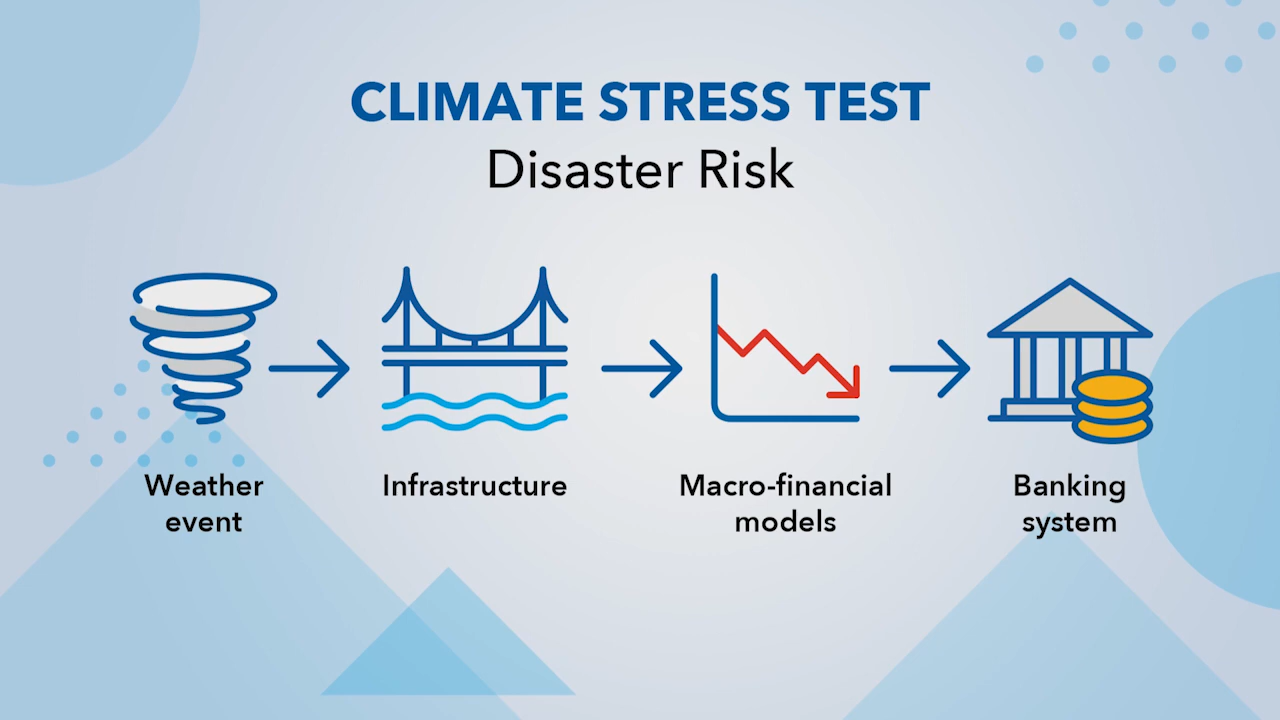 CLIMATE STRESS TEST
Disaster Risk
Weather
event
Infrastructure
Macro-financial
models
Banking
system